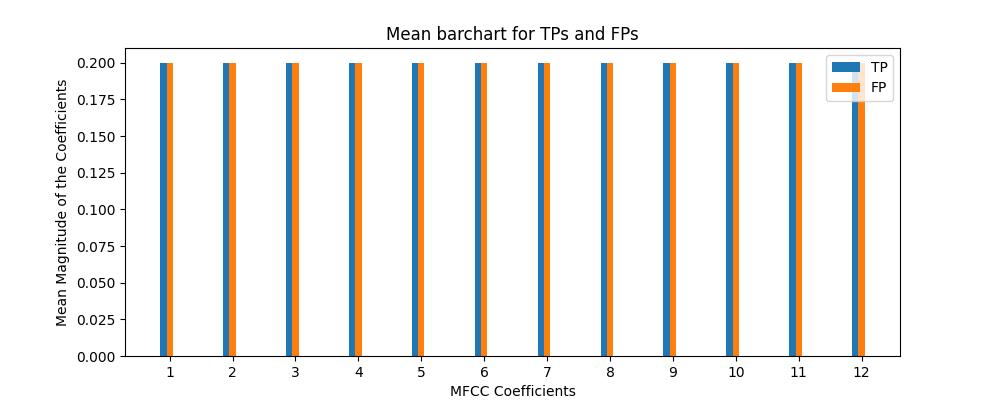 Mean barchart for TPs and FPs
Mean Magnitude of the Coefficients
0.200
0.175
0.150
0.125
0.100
0.075
0.050
0.025
0.000
TP
FP
1 2 3 4 5 6 7 8 9 10 11 12
MFCC Coefficients